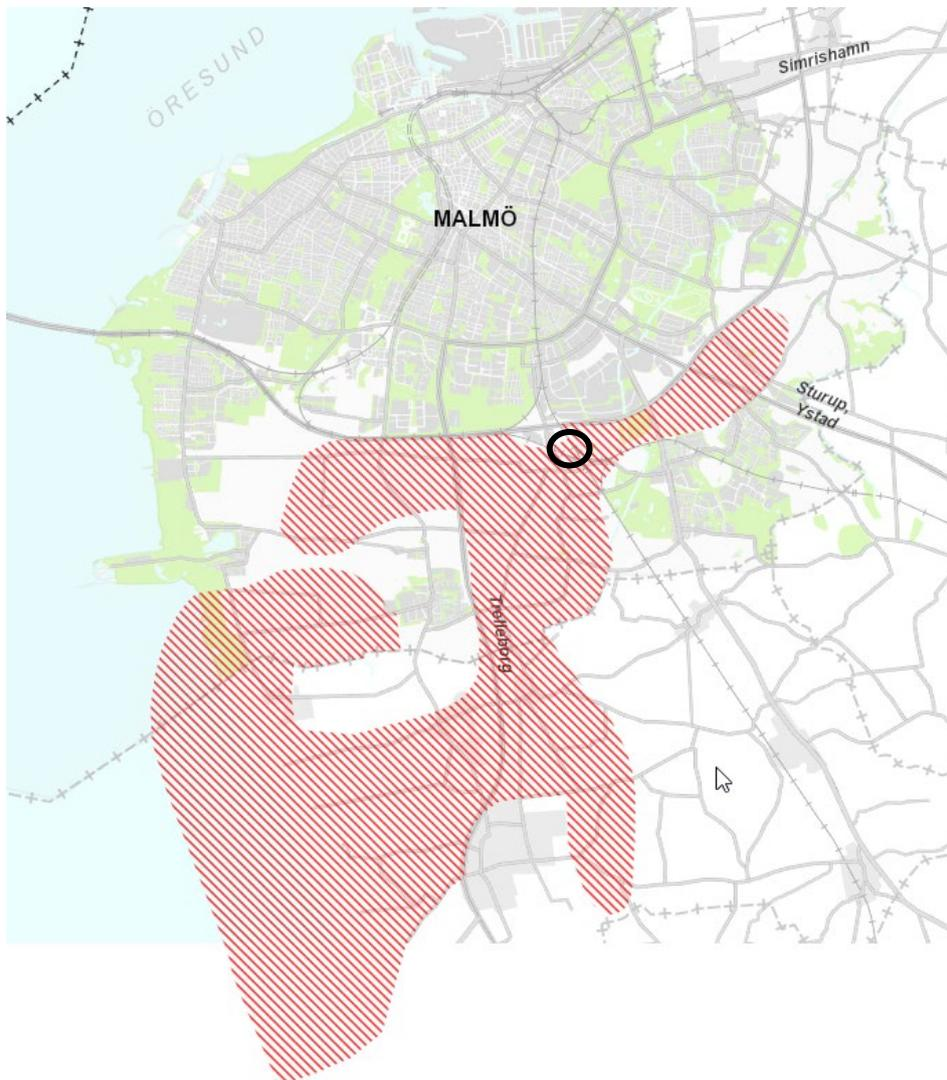 ÖRESUND
Simrishamn
MALMÖ
Sturup,
Ystad
Trelleborg